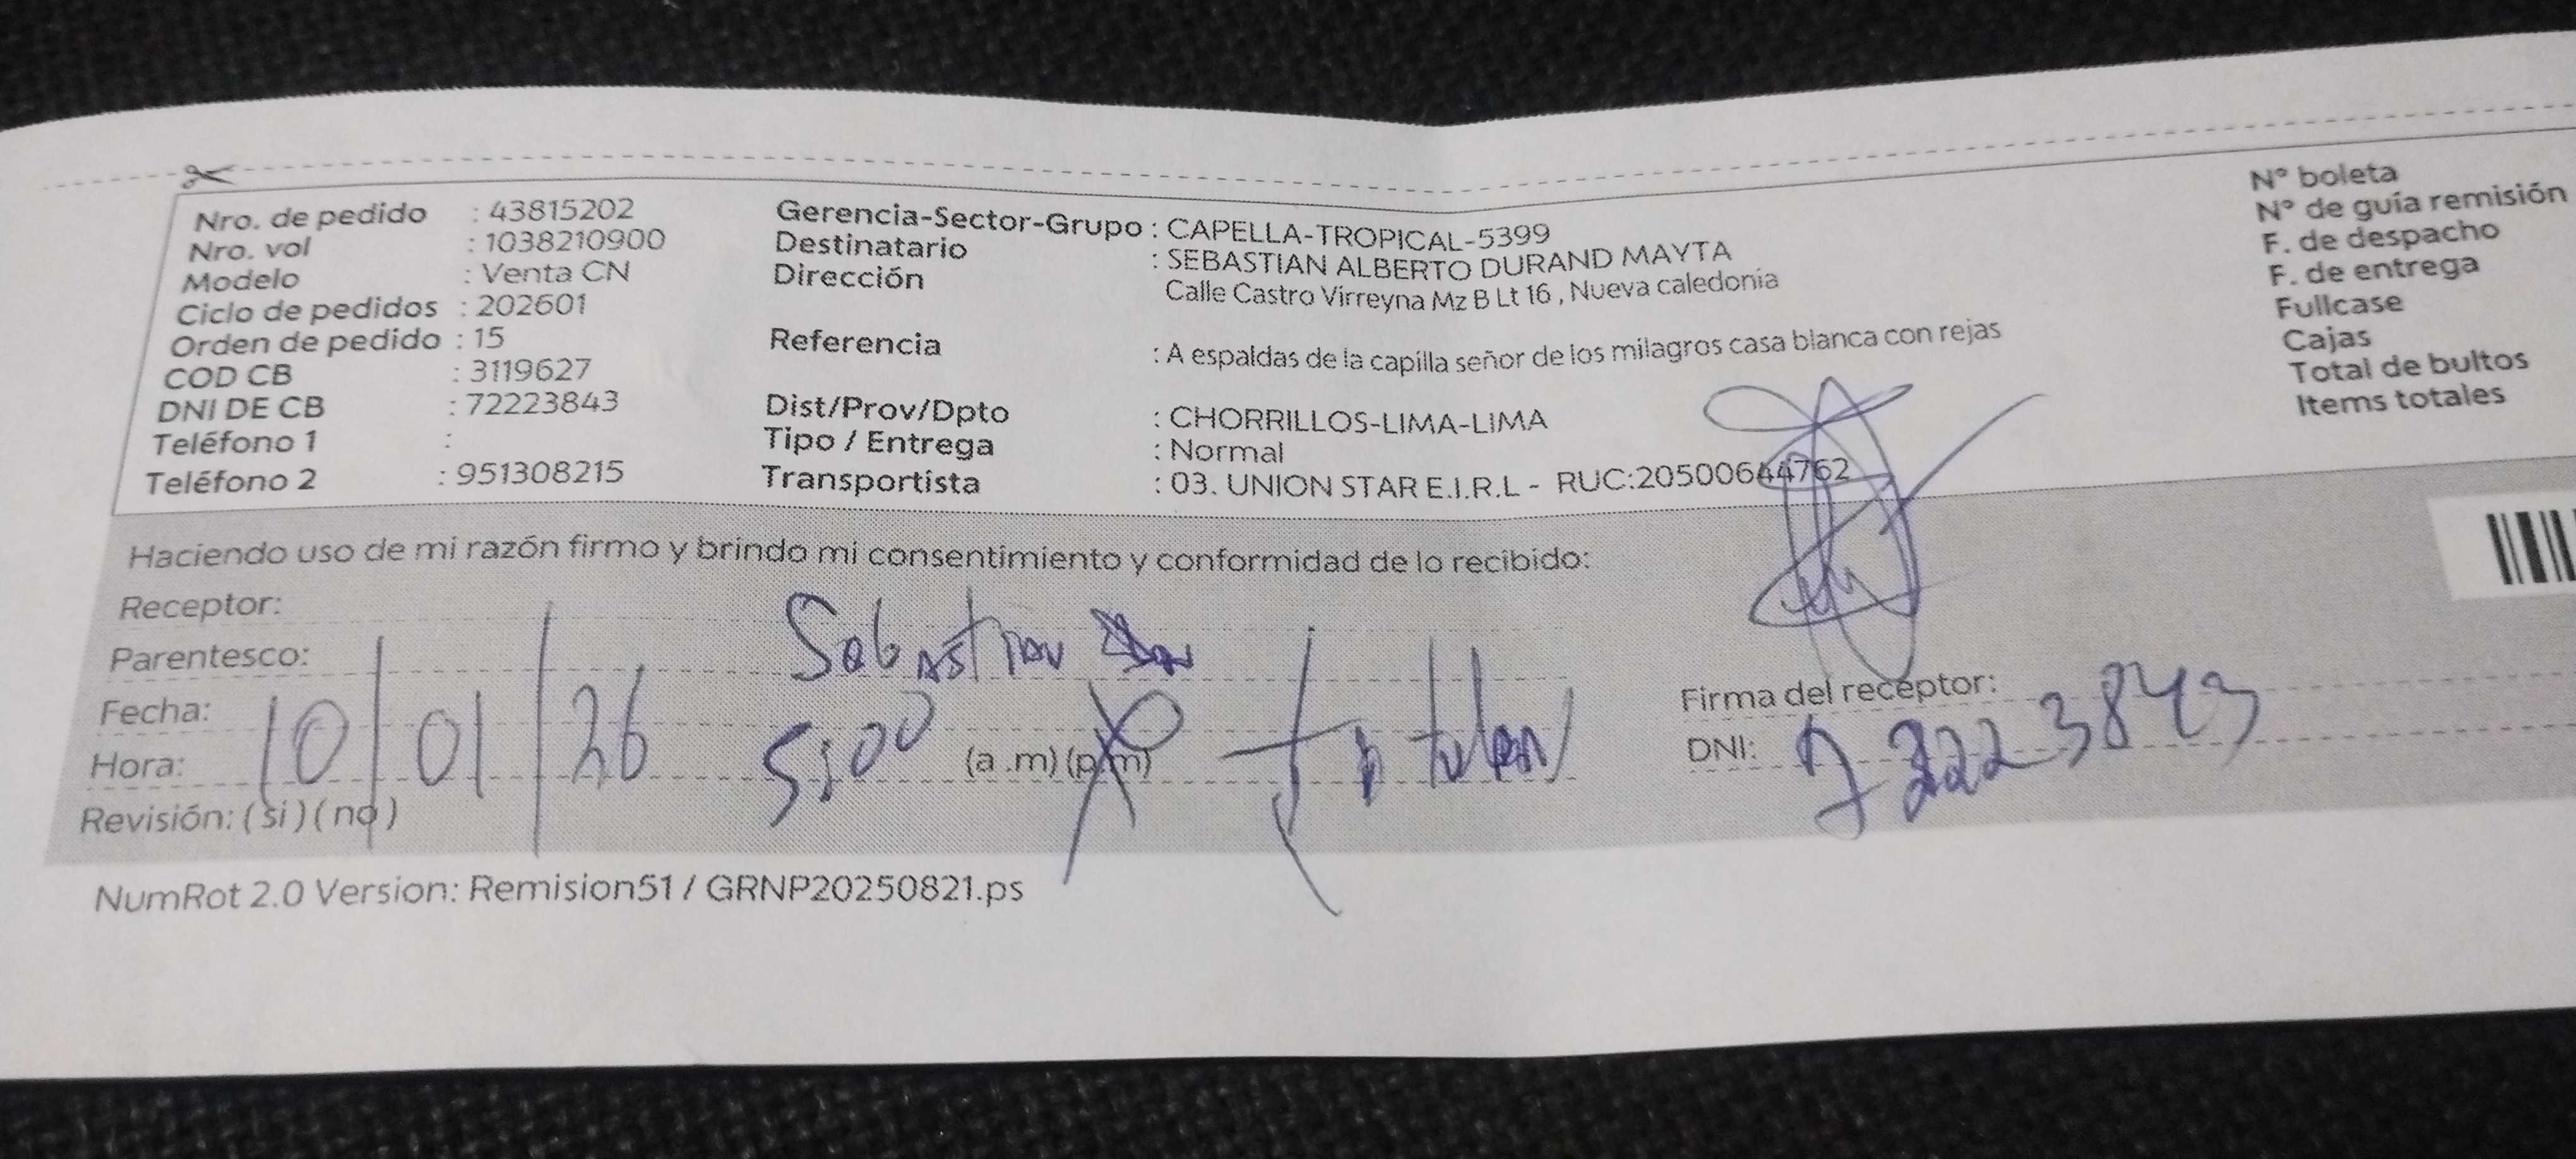 Nro. de pedido : 43815202
Nro. vol : 1038210900
Modelo : Venta CN
Ciclo de pedidos : 202601
Orden de pedido : 15
COD CB : 3119627
DNI DE CB : 72223843
Teléfono 1 :
Teléfono 2 : 951308215
Gerencia-Sector-Grupo : CAPELLA-TROPICAL-5399
Destinatario : SEBASTIAN ALBERTO DURAND MAYTA
Dirección Calle Castro Virreyna Mz B Lt 16 , Nueva caledonia
Referencia : A espaldas de la capilla señor de los milagros casa blanca con rejas
Dist/Prov/Dpto : CHORRILLOS-LIMA-LIMA
Tipo / Entrega : Normal
Transportista : 03. UNION STAR E.I.R.L - RUC:20500644762
N° boleta
N° de guía remisión
F. de despacho
F. de entrega
Fullcase
Cajas
Total de bultos
Items totales
Haciendo uso de mi razón firmo y brindo mi consentimiento y conformidad de lo recibido:
Receptor:
Parentesco: Sebastian
Fecha: 10/01/26
Hora: 5:00 (a.m) (p.m)
Revisión: ( si ) ( no )
Firma del receptor:
DNI: 72223843
NumRot 2.0 Version: Remision51 / GRNP20250821.ps